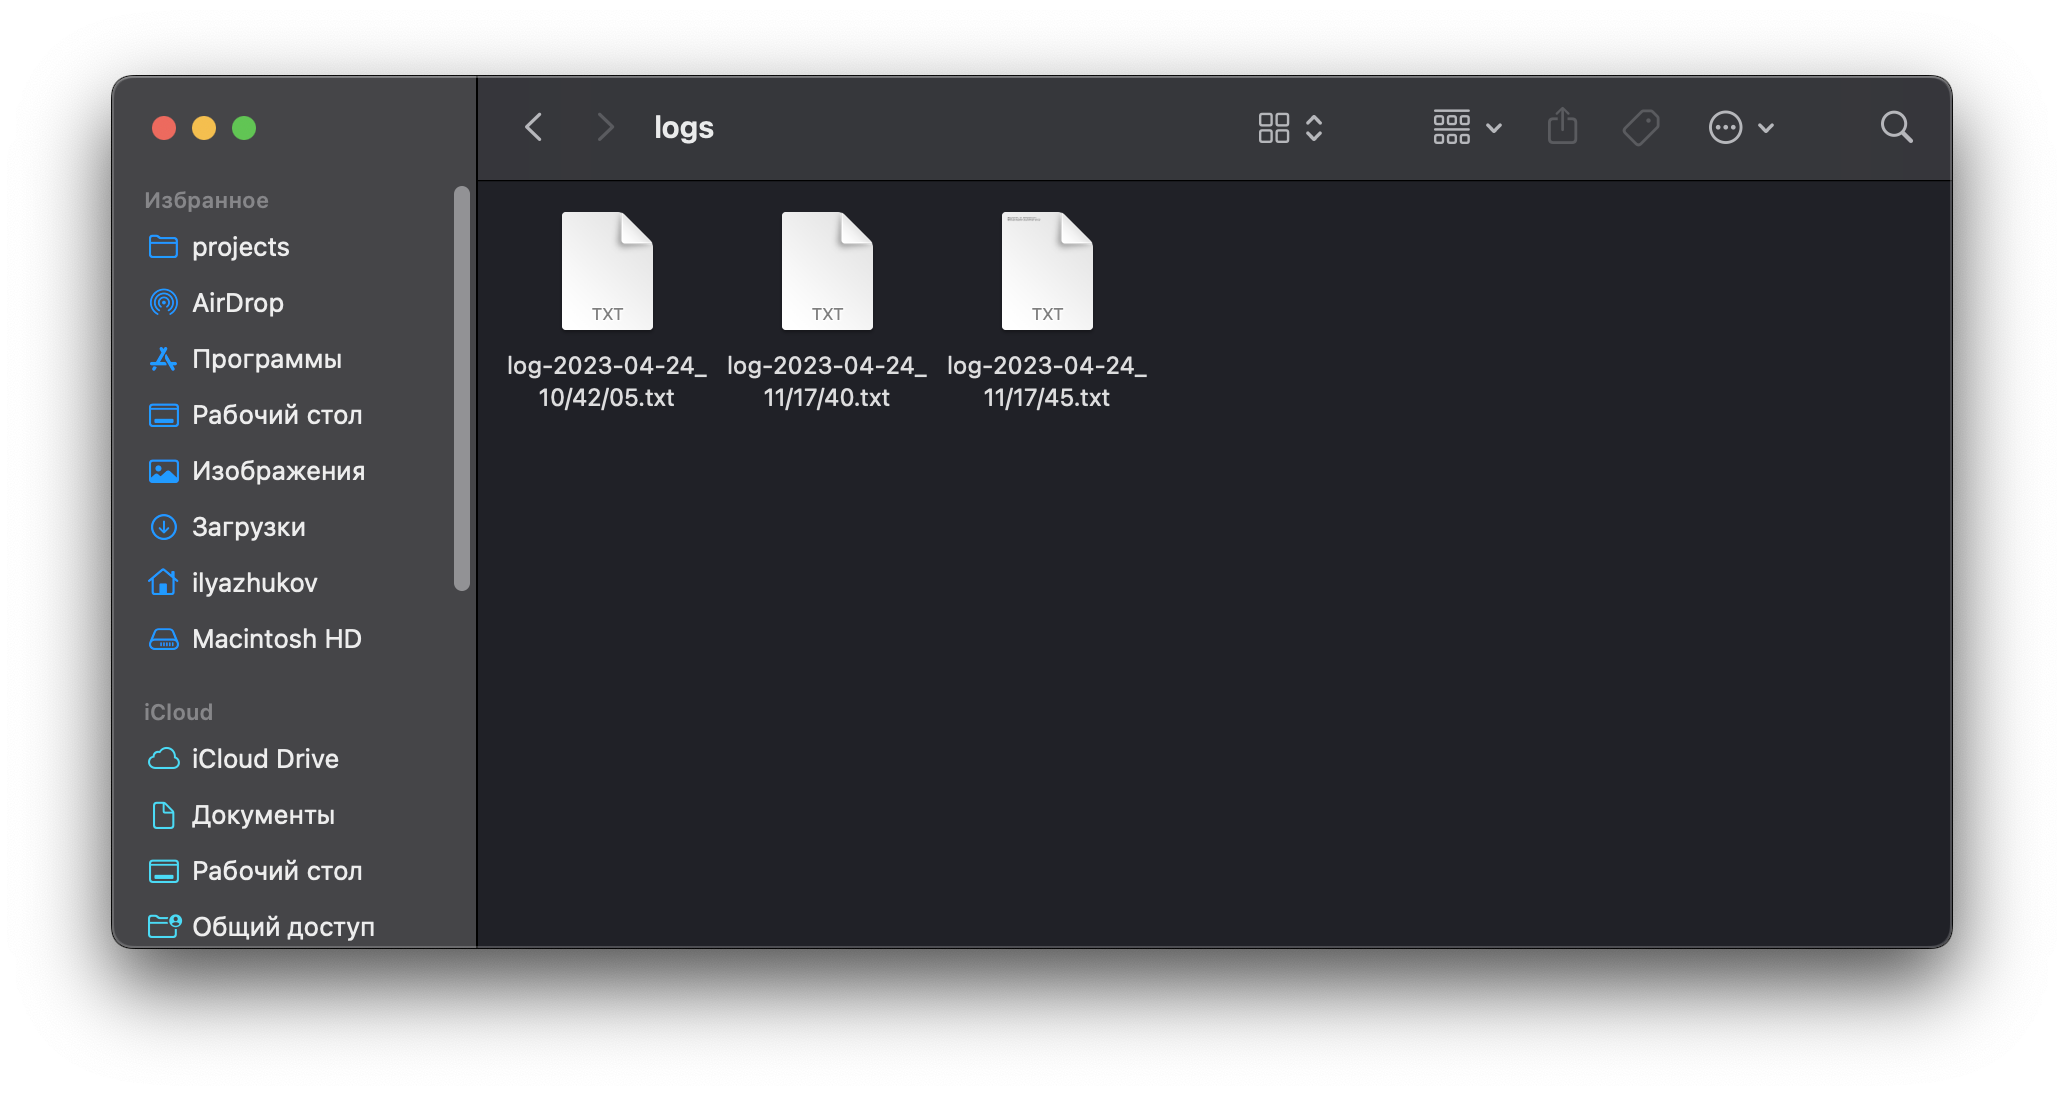 logs
Избранное
projects
AirDrop
Программы
Рабочий стол
Изображения
Загрузки
ilyazhukov
Macintosh HD
iCloud
iCloud Drive
Документы
Рабочий стол
Общий доступ
TXT
log-2023-04-24_
10/42/05.txt
TXT
log-2023-04-24_
11/17/40.txt
TXT
log-2023-04-24_
11/17/45.txt